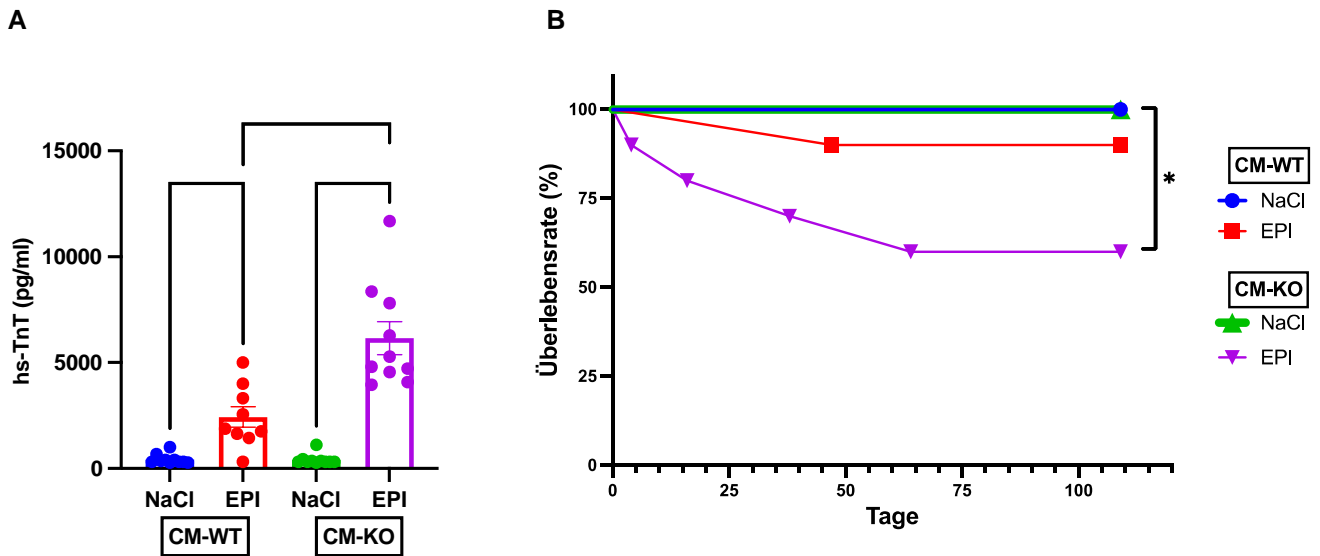 A
hs-TnT (pg/ml)
15000
10000
5000
0
NaCl EPI NaCl EPI
CM-WT CM-KO
B
Überlebensrate (%)
100
75
50
25
0
0 25 50 75 100
Tage
*
CM-WT
NaCl
EPI
CM-KO
NaCl
EPI